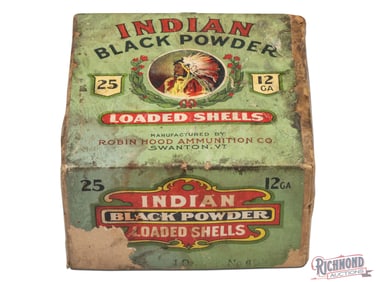 INDIAN
BLACK POWDER
25 12 GA
LOADED SHELLS
MANUFACTURED BY
ROBIN HOOD AMMUNITION CO.
SWANTON, VT.
25 12 GA
INDIAN
BLACK POWDER
LOADED SHELLS
RICHMOND
AUCTIONS